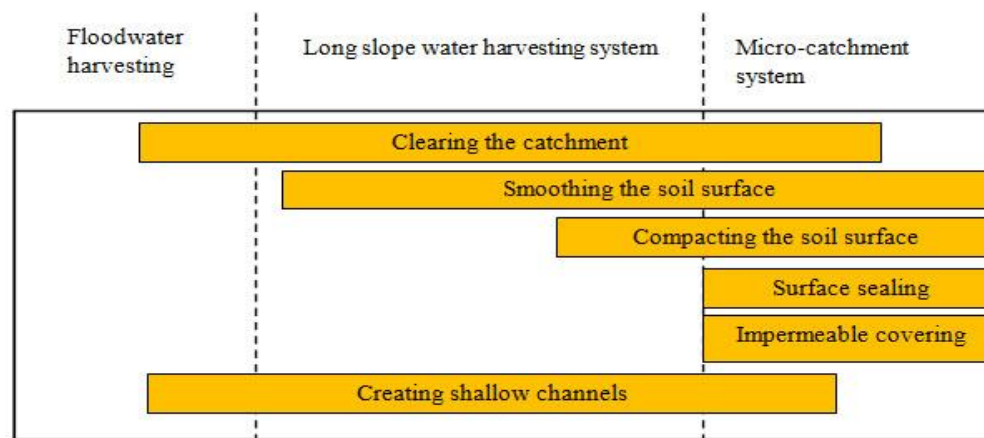 Floodwater
harvesting
Long slope water harvesting system
Micro-catchment
system
Clearing the catchment
Smoothing the soil surface
Compacting the soil surface
Surface sealing
Impermeable covering
Creating shallow channels